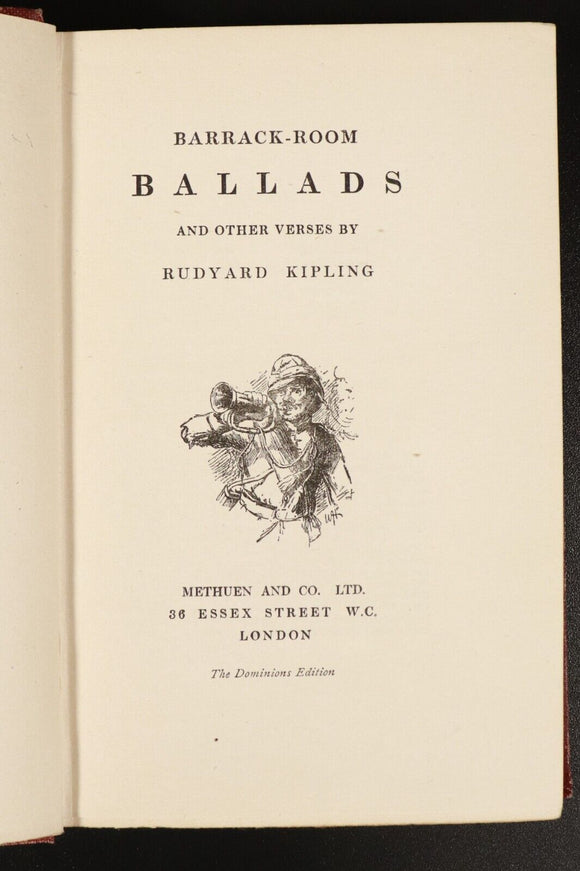 BARRACK-ROOM
BALLADS
AND OTHER VERSES BY
RUDYARD KIPLING
METHUEN AND CO. LTD.
36 ESSEX STREET W.C.
LONDON
The Dominions Edition